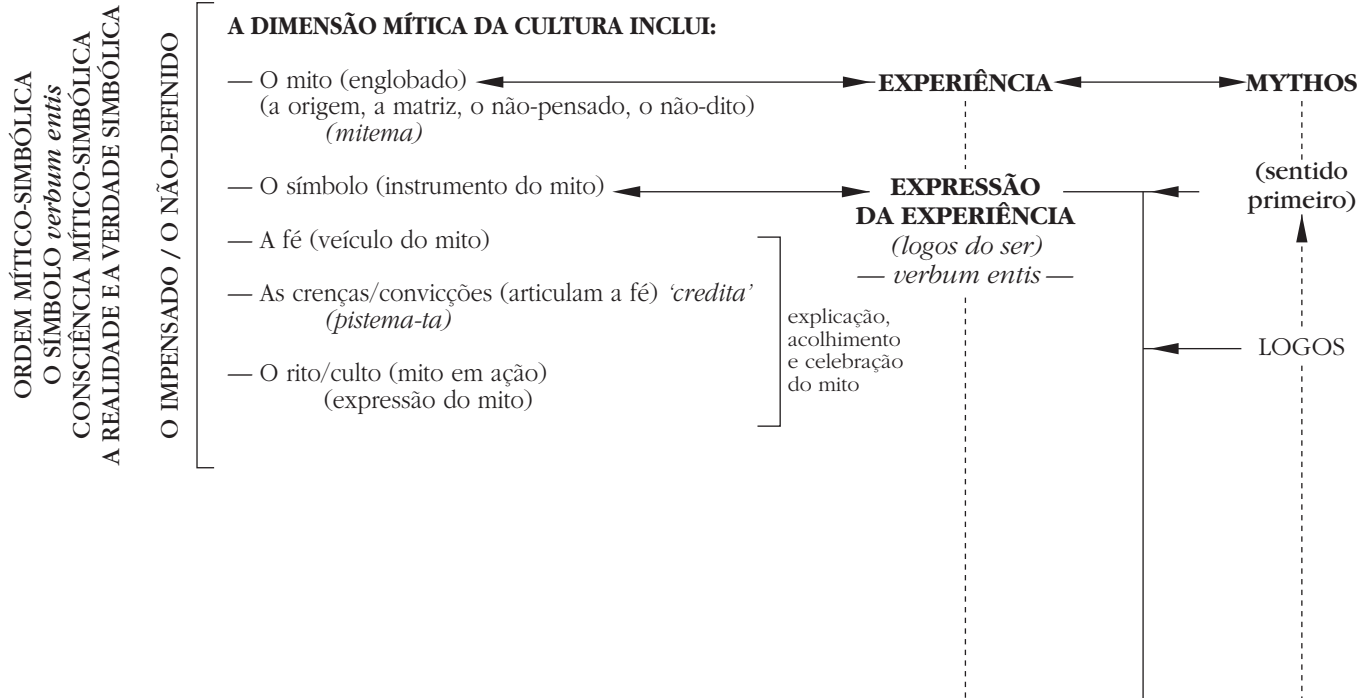 ORDEM MÍTICO-SIMBÓLICA
O SÍMBOLO verbum entis
CONSCIÊNCIA MÍTICO-SIMBÓLICA
A REALIDADE E A VERDADE SIMBÓLICA
O IMPENSADO / O NÃO-DEFINIDO
A DIMENSÃO MÍTICA DA CULTURA INCLUI:
— O mito (englobado)
(a origem, a matriz, o não-pensado, o não-dito)
(mitema)
EXPERIÊNCIA
MYTHOS
— O símbolo (instrumento do mito)
EXPRESSÃO
DA EXPERIÊNCIA
(logos do ser)
— verbum entis —
(sentido
primeiro)
— A fé (veículo do mito)
— As crenças/convicções (articulam a fé) ‘credita’
(pistema-ta)
— O rito/culto (mito em ação)
(expressão do mito)
explicação,
acolhimento
e celebração
do mito
LOGOS